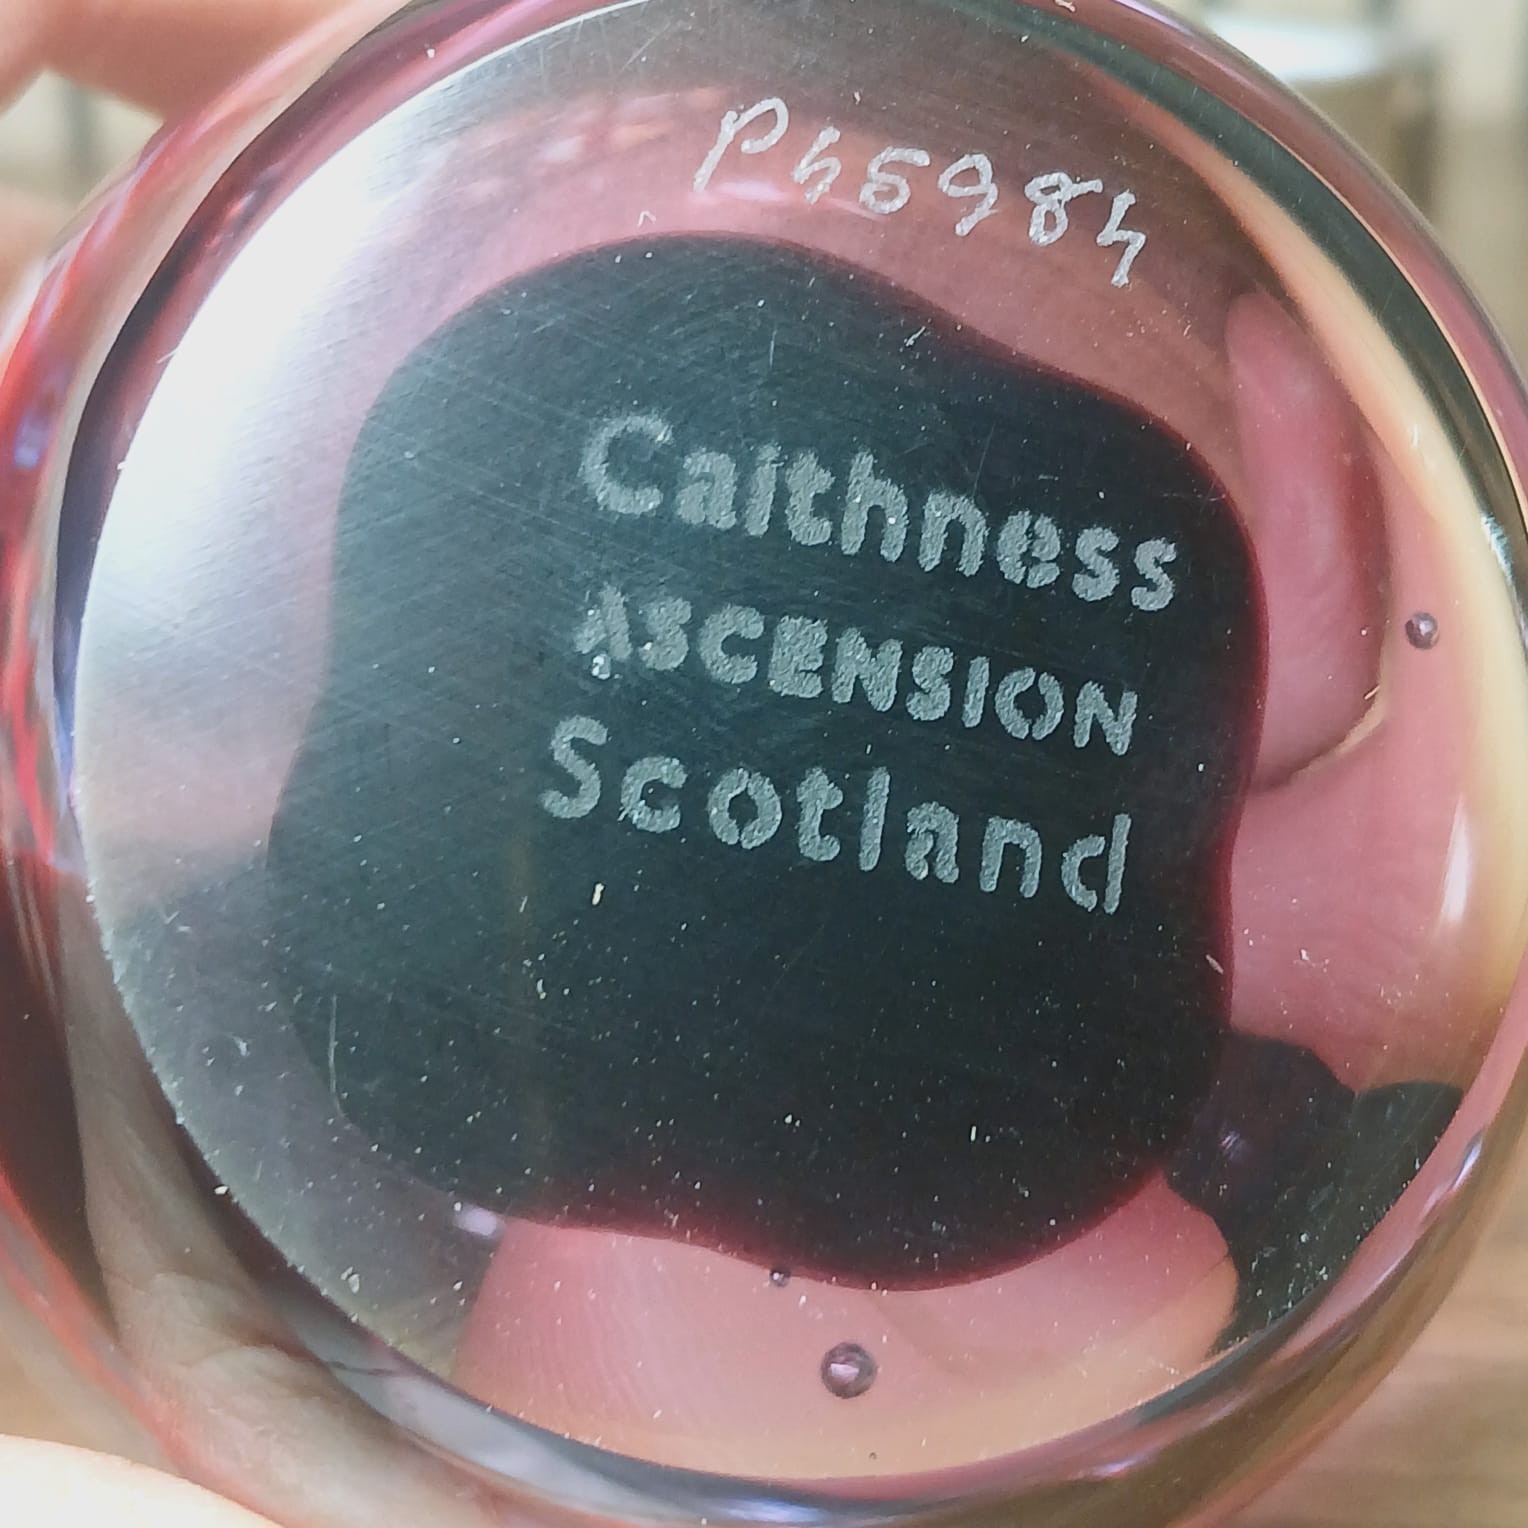 P45984
Caithness
ASCENSION
Scotland